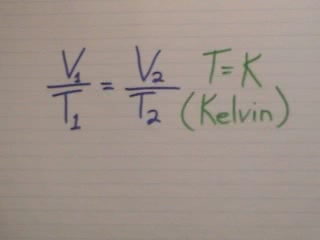 V₁/T₁ = V₂/T₂ T=K
(Kelvin)